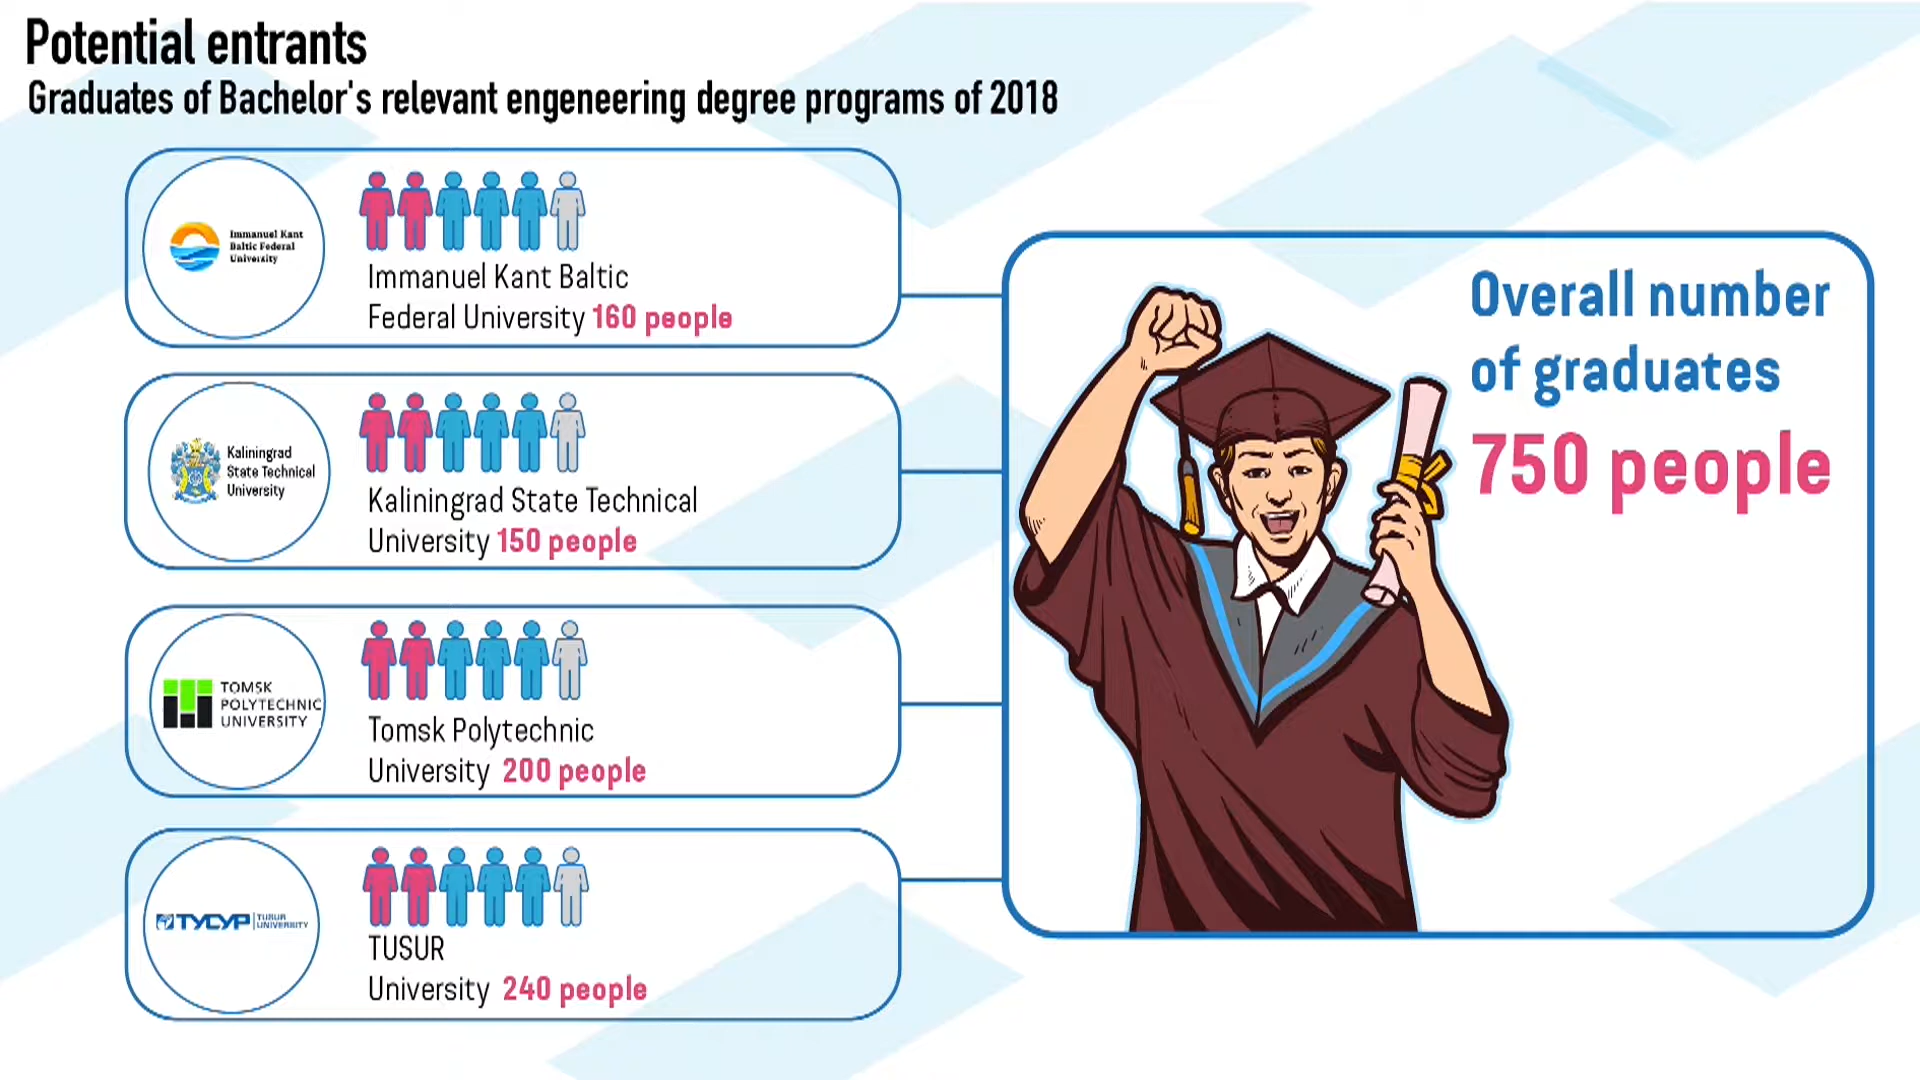 Potential entrants
Graduates of Bachelor's relevant engeneering degree programs of 2018
Immanuel Kant
Baltic Federal
University
Immanuel Kant Baltic
Federal University 160 people
Kaliningrad
State Technical
University
Kaliningrad State Technical
University 150 people
TOMSK
POLYTECHNIC
UNIVERSITY
Tomsk Polytechnic
University 200 people
ТУСУР
TUSUR
UNIVERSITY
TUSUR
University 240 people
Overall number
of graduates
750 people